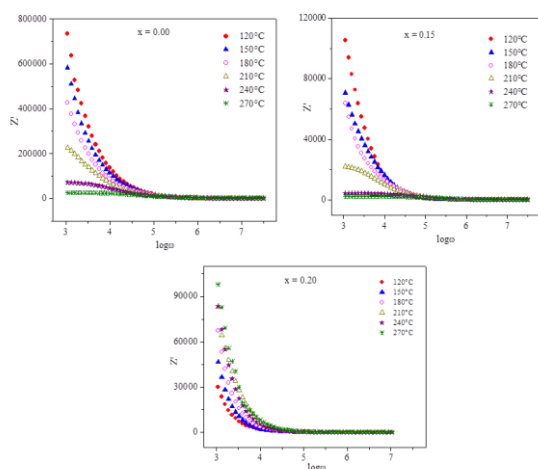 800000
x = 0.00
120°C
150°C
180°C
210°C
240°C
270°C
600000
400000
200000
0
Z'
3 4 5 6 7
logω
120000
x = 0.15
120°C
150°C
180°C
210°C
240°C
270°C
80000
40000
0
Z'
3 4 5 6 7
logω
x = 0.20
120°C
150°C
180°C
210°C
240°C
270°C
90000
60000
30000
0
Z'
3 4 5 6 7
logω